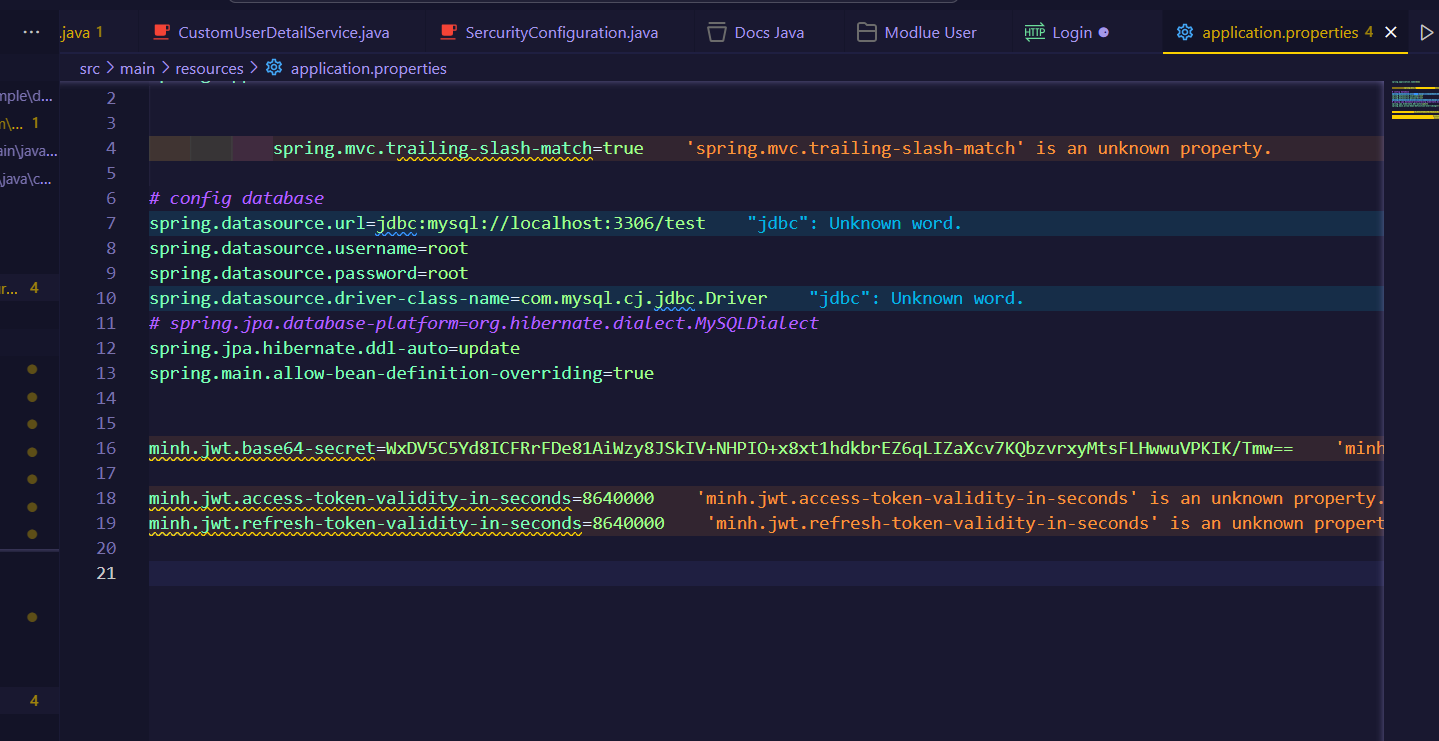 .java 1
CustomUserDetailService.java
SercurityConfiguration.java
Docs Java
Modlue User
HTTP Login
application.properties 4
src > main > resources > application.properties
mple\d...
n\... 1
ain\java...
\java\c...
r... 4
4
2
3
4 spring.mvc.trailing-slash-match=true 'spring.mvc.trailing-slash-match' is an unknown property.
5
6 # config database
7 spring.datasource.url=jdbc:mysql://localhost:3306/test "jdbc": Unknown word.
8 spring.datasource.username=root
9 spring.datasource.password=root
10 spring.datasource.driver-class-name=com.mysql.cj.jdbc.Driver "jdbc": Unknown word.
11 # spring.jpa.database-platform=org.hibernate.dialect.MySQLDialect
12 spring.jpa.hibernate.ddl-auto=update
13 spring.main.allow-bean-definition-overriding=true
14
15
16 minh.jwt.base64-secret=WxDV5C5Yd8ICFRrFDe81AiWzy8JSkIV+NHPIO+x8xt1hdkbrEZ6qLIZaXcv7KQbzvrxyMtsFLHwwuVPKIK/Tmw== 'minh
17
18 minh.jwt.access-token-validity-in-seconds=8640000 'minh.jwt.access-token-validity-in-seconds' is an unknown property.
19 minh.jwt.refresh-token-validity-in-seconds=8640000 'minh.jwt.refresh-token-validity-in-seconds' is an unknown propert
20
21